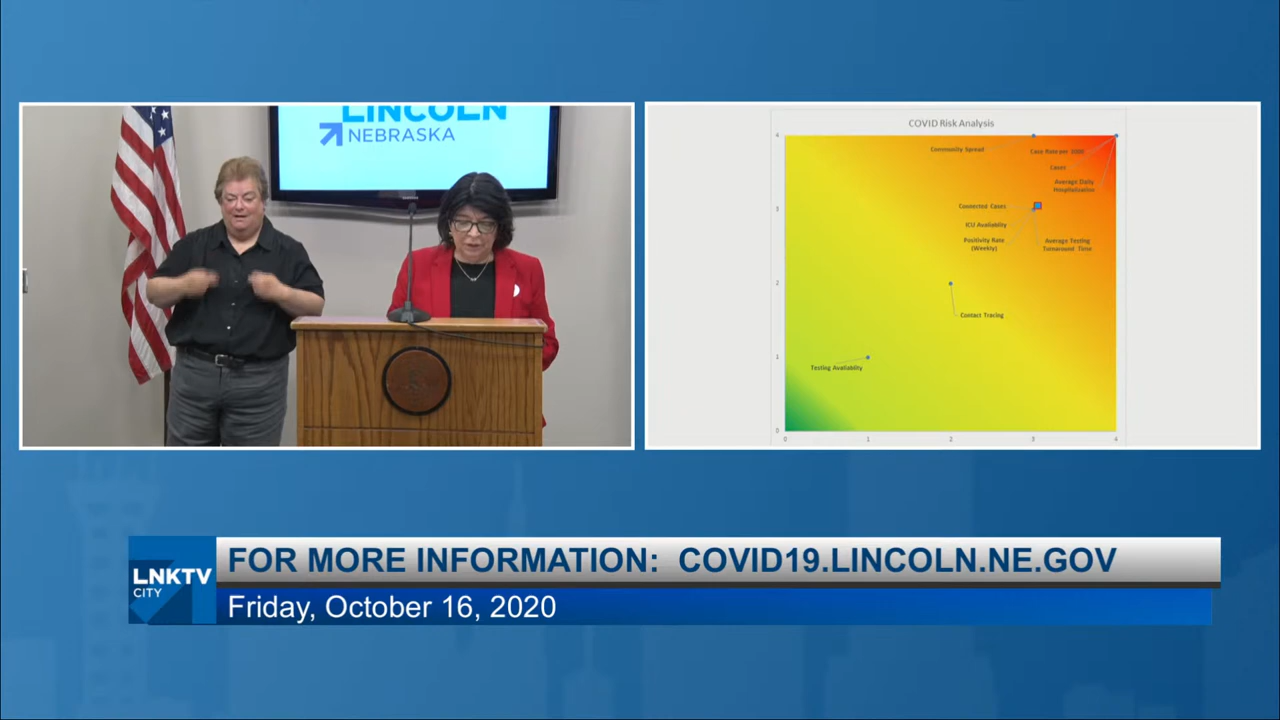 LINCOLN
NEBRASKA
COVID Risk Analysis
4
3
2
1
0
0
1
2
3
4
Community Spread
Case Rate per 100K
Cases
Average Daily
Hospitalization
Connected Cases
ICU Availability
Positivity Rate
(Weekly)
Average Testing
Turnaround Time
Contact Tracing
Testing Availability
LNKTV
CITY
FOR MORE INFORMATION: COVID19.LINCOLN.NE.GOV
Friday, October 16, 2020